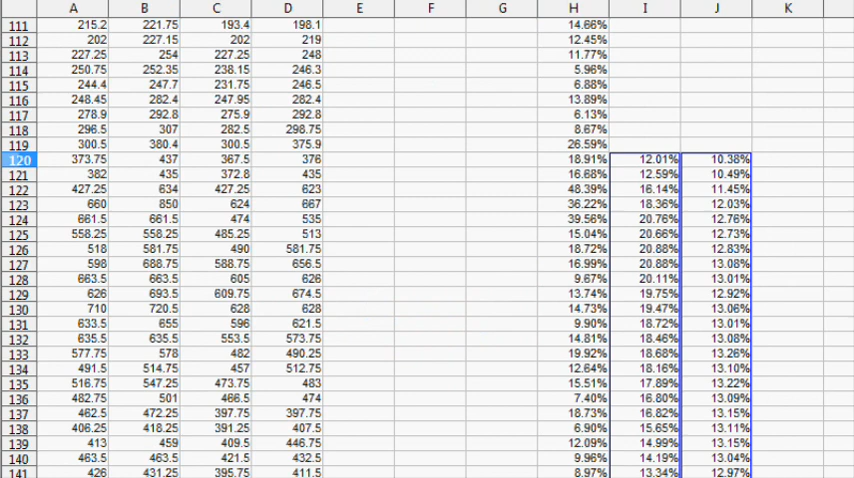 A B C D E F G H I J K
111 215.2 221.75 193.4 198.1 14.66%
112 202 227.15 202 219 12.45%
113 227.25 254 227.25 248 11.77%
114 250.75 252.35 238.15 246.3 5.96%
115 244.4 247.7 231.75 246.5 6.88%
116 248.45 282.4 247.95 282.4 13.89%
117 278.9 292.8 275.9 292.8 6.13%
118 296.5 307 282.5 298.75 8.67%
119 300.5 380.4 300.5 375.9 26.59%
120 373.75 437 367.5 376 18.91% 12.01% 10.38%
121 382 435 372.8 435 16.68% 12.59% 10.49%
122 427.25 634 427.25 623 48.39% 16.14% 11.45%
123 660 850 624 667 36.22% 18.36% 12.03%
124 661.5 661.5 474 535 39.56% 20.76% 12.76%
125 558.25 558.25 485.25 513 15.04% 20.66% 12.73%
126 518 581.75 490 581.75 18.72% 20.88% 12.83%
127 598 688.75 588.75 656.5 16.99% 20.88% 13.08%
128 663.5 663.5 605 626 9.67% 20.11% 13.01%
129 626 693.5 609.75 674.5 13.74% 19.75% 12.92%
130 710 720.5 628 628 14.73% 19.47% 13.06%
131 633.5 655 596 621.5 9.90% 18.72% 13.01%
132 635.5 635.5 553.5 573.75 14.81% 18.46% 13.08%
133 577.75 578 482 490.25 19.92% 18.68% 13.26%
134 491.5 514.75 457 512.75 12.64% 18.16% 13.10%
135 516.75 547.25 473.75 483 15.51% 17.89% 13.22%
136 482.75 501 466.5 474 7.40% 16.80% 13.09%
137 462.5 472.25 397.75 397.75 18.73% 16.82% 13.15%
138 406.25 418.25 391.25 407.5 6.90% 15.65% 13.11%
139 413 459 409.5 446.75 12.09% 14.99% 13.15%
140 463.5 463.5 421.5 432.5 9.96% 14.19% 13.04%
141 426 431.25 395.75 411.5 8.97% 13.34% 12.97%